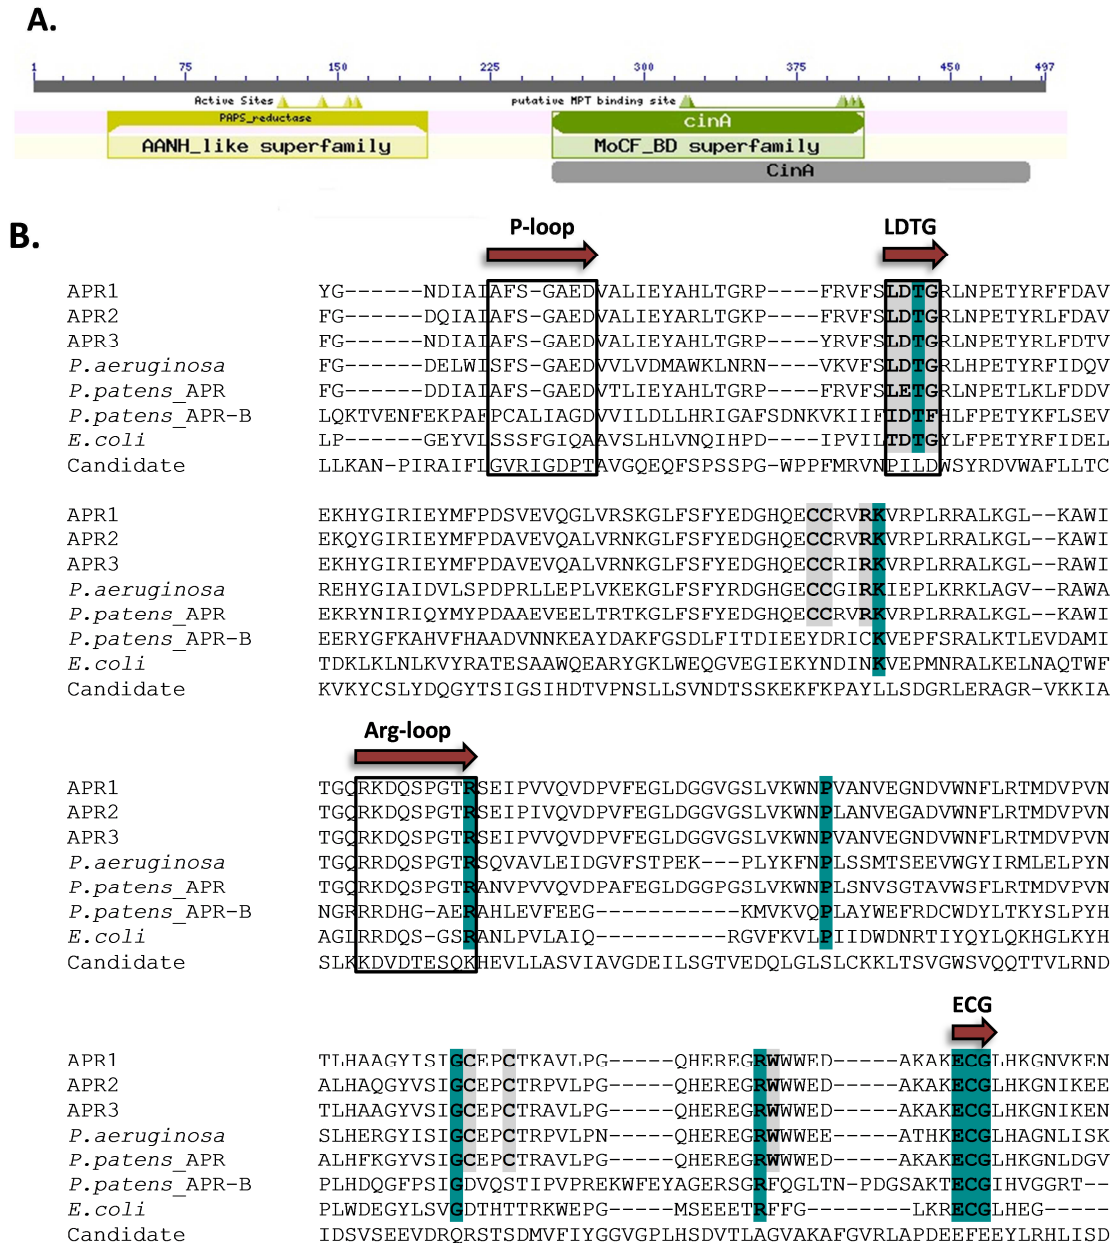 A.
1 75 150 225 300 375 450 497
Active Sites putative MPT binding site
PAPS_reductase cinA
AANH_like superfamily MoCF_BD superfamily
CinA
B.
P-loop LDTG
APR1 YG------NDIAIAFS-GAEDVALIEYAHLTGRP----FRVFSLDTGRLNPETYRFFDAV
APR2 FG------DQIAIAFS-GAEDVALIEYARLTGKP----FRVFSLDTGRLNPETYRLFDAV
APR3 FG------NDIAIAFS-GAEDVALIEYAHLTGRP----YRVFSLDTGRLNPETYRLFDTV
P.aeruginosa FG------DELWISFS-GAEDVVLVDMAWKLNRN----VKVFSLDTGRLHPETYRFIDQV
P.patens_APR FG------DDIAIAFS-GAEDVTLIEYAHLTGRP----FRVFSLETGRLNPETLKLFDDV
P.patens_APR-B LQKTVENFEKPAFPCALIAGDVVILDLLHRIGAFSDNKVKIIFIDTFHLFPETYKFLSEV
E.coli LP------GEYVLSSSFGIQAAVSLHLVNQIHPD----IPVILTDTGYLFPETYRFIDEL
Candidate LLKAN-PIRAIFLGVRIGDPTAVGQEQFSPSSPG-WPPFMRVNPILDWSYRDVWAFLLTC
APR1 EKHYGIRIEYMFPDSVEVQGLVRSKGLFSFYEDGHQECCRVRKVRPLRRALKGL--KAWI
APR2 EKQYGIRIEYMFPDAVEVQALVRNKGLFSFYEDGHQECCRVRKVRPLRRALKGL--KAWI
APR3 EKHYGIRIEYMFPDAVEVQALVRNKGLFSFYEDGHQECCRIRKVRPLRRALKGL--RAWI
P.aeruginosa REHYGIAIDVLSPDPRLLEPLVKEKGLFSFYRDGHGECCGIRKIEPLKRKLAGV--RAWA
P.patens_APR EKRYNIRIQYMYPDAAEVEELTRTKGLFSFYEDGHQECCRVRKVRPLRRALKGL--KAWI
P.patens_APR-B EERYGFKAHVFHAADVNNKEAYDAKFGSDLFITDIEEYDRICKVEPFSRALKTLEVDAMI
E.coli TDKLKLNLKVYRATESAAWQEARYGKLWEQGVEGIEKYNDINKVEPMNRALKELNAQTWF
Candidate KVKYCSLYDQGYTSIGSIHDTVPNSLLSVNDTSSKEKFKPAYLLSDGRLERAGR-VKKIA
Arg-loop
APR1 TGQRKDQSPGTRSEIPVVQVDPVFEGLDGGVGSLVKWNPVANVEGNDVWNFLRTMDVPVN
APR2 TGQRKDQSPGTRSEIPIVQVDPVFEGLDGGVGSLVKWNPLANVEGADVWNFLRTMDVPVN
APR3 TGQRKDQSPGTRSEIPVVQVDPVFEGLDGGVGSLVKWNPVANVEGNDVWNFLRTMDVPVN
P.aeruginosa TGQRRDQSPGTRSQVAVLEIDGVFSTPEK---PLYKFNPLSSMTSEEVWGYIRMLELPYN
P.patens_APR TGQRKDQSPGTRANVPVVQVDPAFEGLDGGPGSLVKWNPLSNVSGTAVWSFLRTMDVPVN
P.patens_APR-B NGRRRDHG-AERAHLEVFEEG-----------KMVKVQPLAYWEFRDCWDYLTKYSLPYH
E.coli AGLRRDQS-GSRANLPVLAIQ----------RGVFKVLPIIDWDNRTIYQYLQKHGLKYH
Candidate SLKKDVDTESQKHEVLLASVIAVGDEILSGTVEDQLGLSLCKKLTSVGWSVQQTTVLRND
ECG
APR1 TLHAAGYISIGCEPCTKAVLPG-----QHEREGRWWWED-----AKAKECGLHKGNVKEN
APR2 ALHAQGYVSIGCEPCTRPVLPG-----QHEREGRWWWED-----AKAKECGLHKGNIKEE
APR3 TLHAAGYVSIGCEPCTRAVLPG-----QHEREGRWWWED-----AKAKECGLHKGNIKEN
P.aeruginosa SLHERGYISIGCEPCTRPVLPN-----QHEREGRWWWEE-----ATHKECGLHAGNLISK
P.patens_APR ALHFKGYVSIGCEPCTRAVLPG-----QHEREGRWWWED-----AKAKECGLHKGNLDGV
P.patens_APR-B PLHDQGFPSIGDVQSTIPVPREKWFEYAGERSGRFQGLTN-PDGSAKTECGIHVGGRT--
E.coli PLWDEGYLSVGDTHTTRKWEPG-----MSEEETRFFG--------LKRECGLHEG-----
Candidate IDSVSEEVDRQRSTSDMVFIYGGVGPLHSDVTLAGVAKAFGVRLAPDEEFEEYLRHLISD